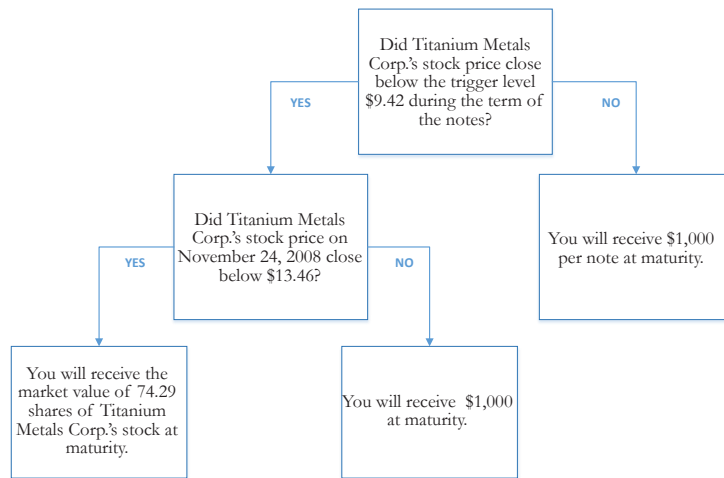 Did Titanium Metals
Corp.'s stock price close
below the trigger level
$9.42 during the term of
the notes?
YES
NO
Did Titanium Metals
Corp.'s stock price on
November 24, 2008 close
below $13.46?
You will receive $1,000
per note at maturity.
YES
NO
You will receive the
market value of 74.29
shares of Titanium
Metals Corp.'s stock at
maturity.
You will receive $1,000
at maturity.